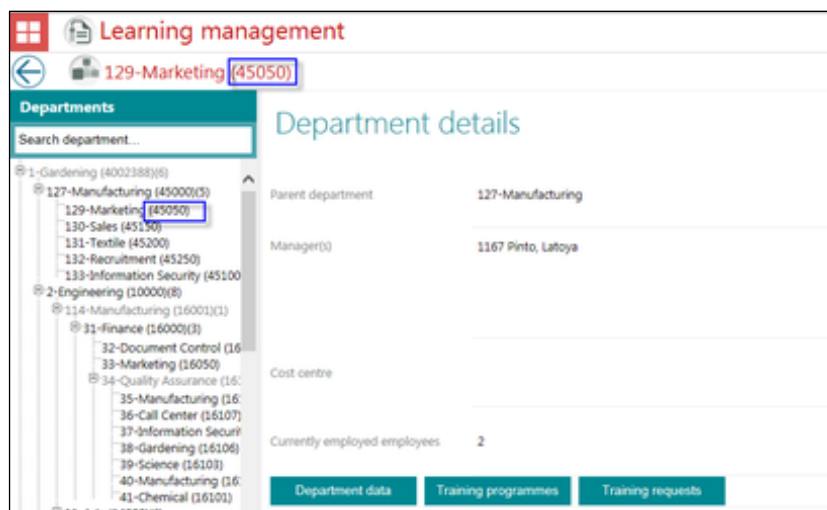 Learning management
129-Marketing (45050)
Departments
Search department...
1-Gardening (4002388)(6)
127-Manufacturing (45000)(5)
129-Marketing (45050)
130-Sales (45150)
131-Textile (45200)
132-Recruitment (45250)
133-Information Security (45100
2-Engineering (10000)(8)
114-Manufacturing (16001)(1)
31-Finance (16000)(3)
32-Document Control (16
33-Marketing (16050)
34-Quality Assurance (16
35-Manufacturing (16
36-Call Center (16107)
37-Information Securi
38-Gardening (16106)
39-Science (16103)
40-Manufacturing (16
41-Chemical (16101)
Department details
Parent department 127-Manufacturing
Manager(s) 1167 Pinto, Latoya
Cost centre
Currently employed employees 2
Department data Training programmes Training requests